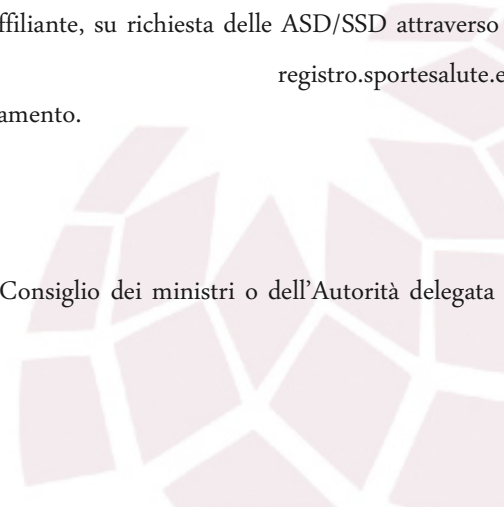 ffiliante, su richiesta delle ASD/SSD attraverso
registro.sportesalute.e
amento.
Consiglio dei ministri o dell'Autorità delegata